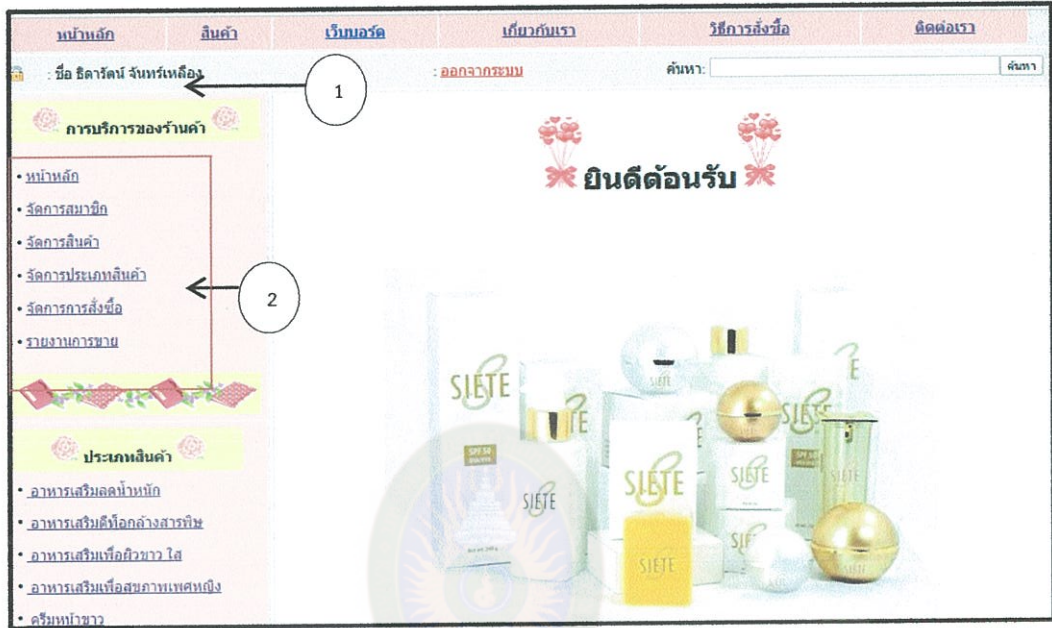 หน้าหลัก สินค้า เว็บบอร์ด เกี่ยวกับเรา วิธีการสั่งซื้อ ติดต่อเรา
: ชื่อ ธิดารัตน์ จันทร์เหลือง : ออกจากระบบ ค้นหา: ค้นหา
1
การบริการของร้านค้า
ยินดีต้อนรับ
• หน้าหลัก
• จัดการสมาชิก
• จัดการสินค้า
• จัดการประเภทสินค้า
• จัดการการสั่งซื้อ
• รายงานการขาย
2
ประเภทสินค้า
• อาหารเสริมลดน้ำหนัก
• อาหารเสริมดีท็อกล้างสารพิษ
• อาหารเสริมเพื่อผิวขาว ใส
• อาหารเสริมเพื่อสุขภาพเพศหญิง
• ครีมหน้าขาว
SIETE
SPF 50
SIETE
SIETE
SIETE
SIETE
SIETE
SIETE